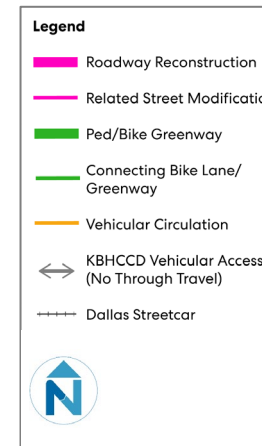 Legend
Roadway Reconstruction
Related Street Modificatio
Ped/Bike Greenway
Connecting Bike Lane/
Greenway
Vehicular Circulation
KBHCCD Vehicular Access
(No Through Travel)
Dallas Streetcar
N